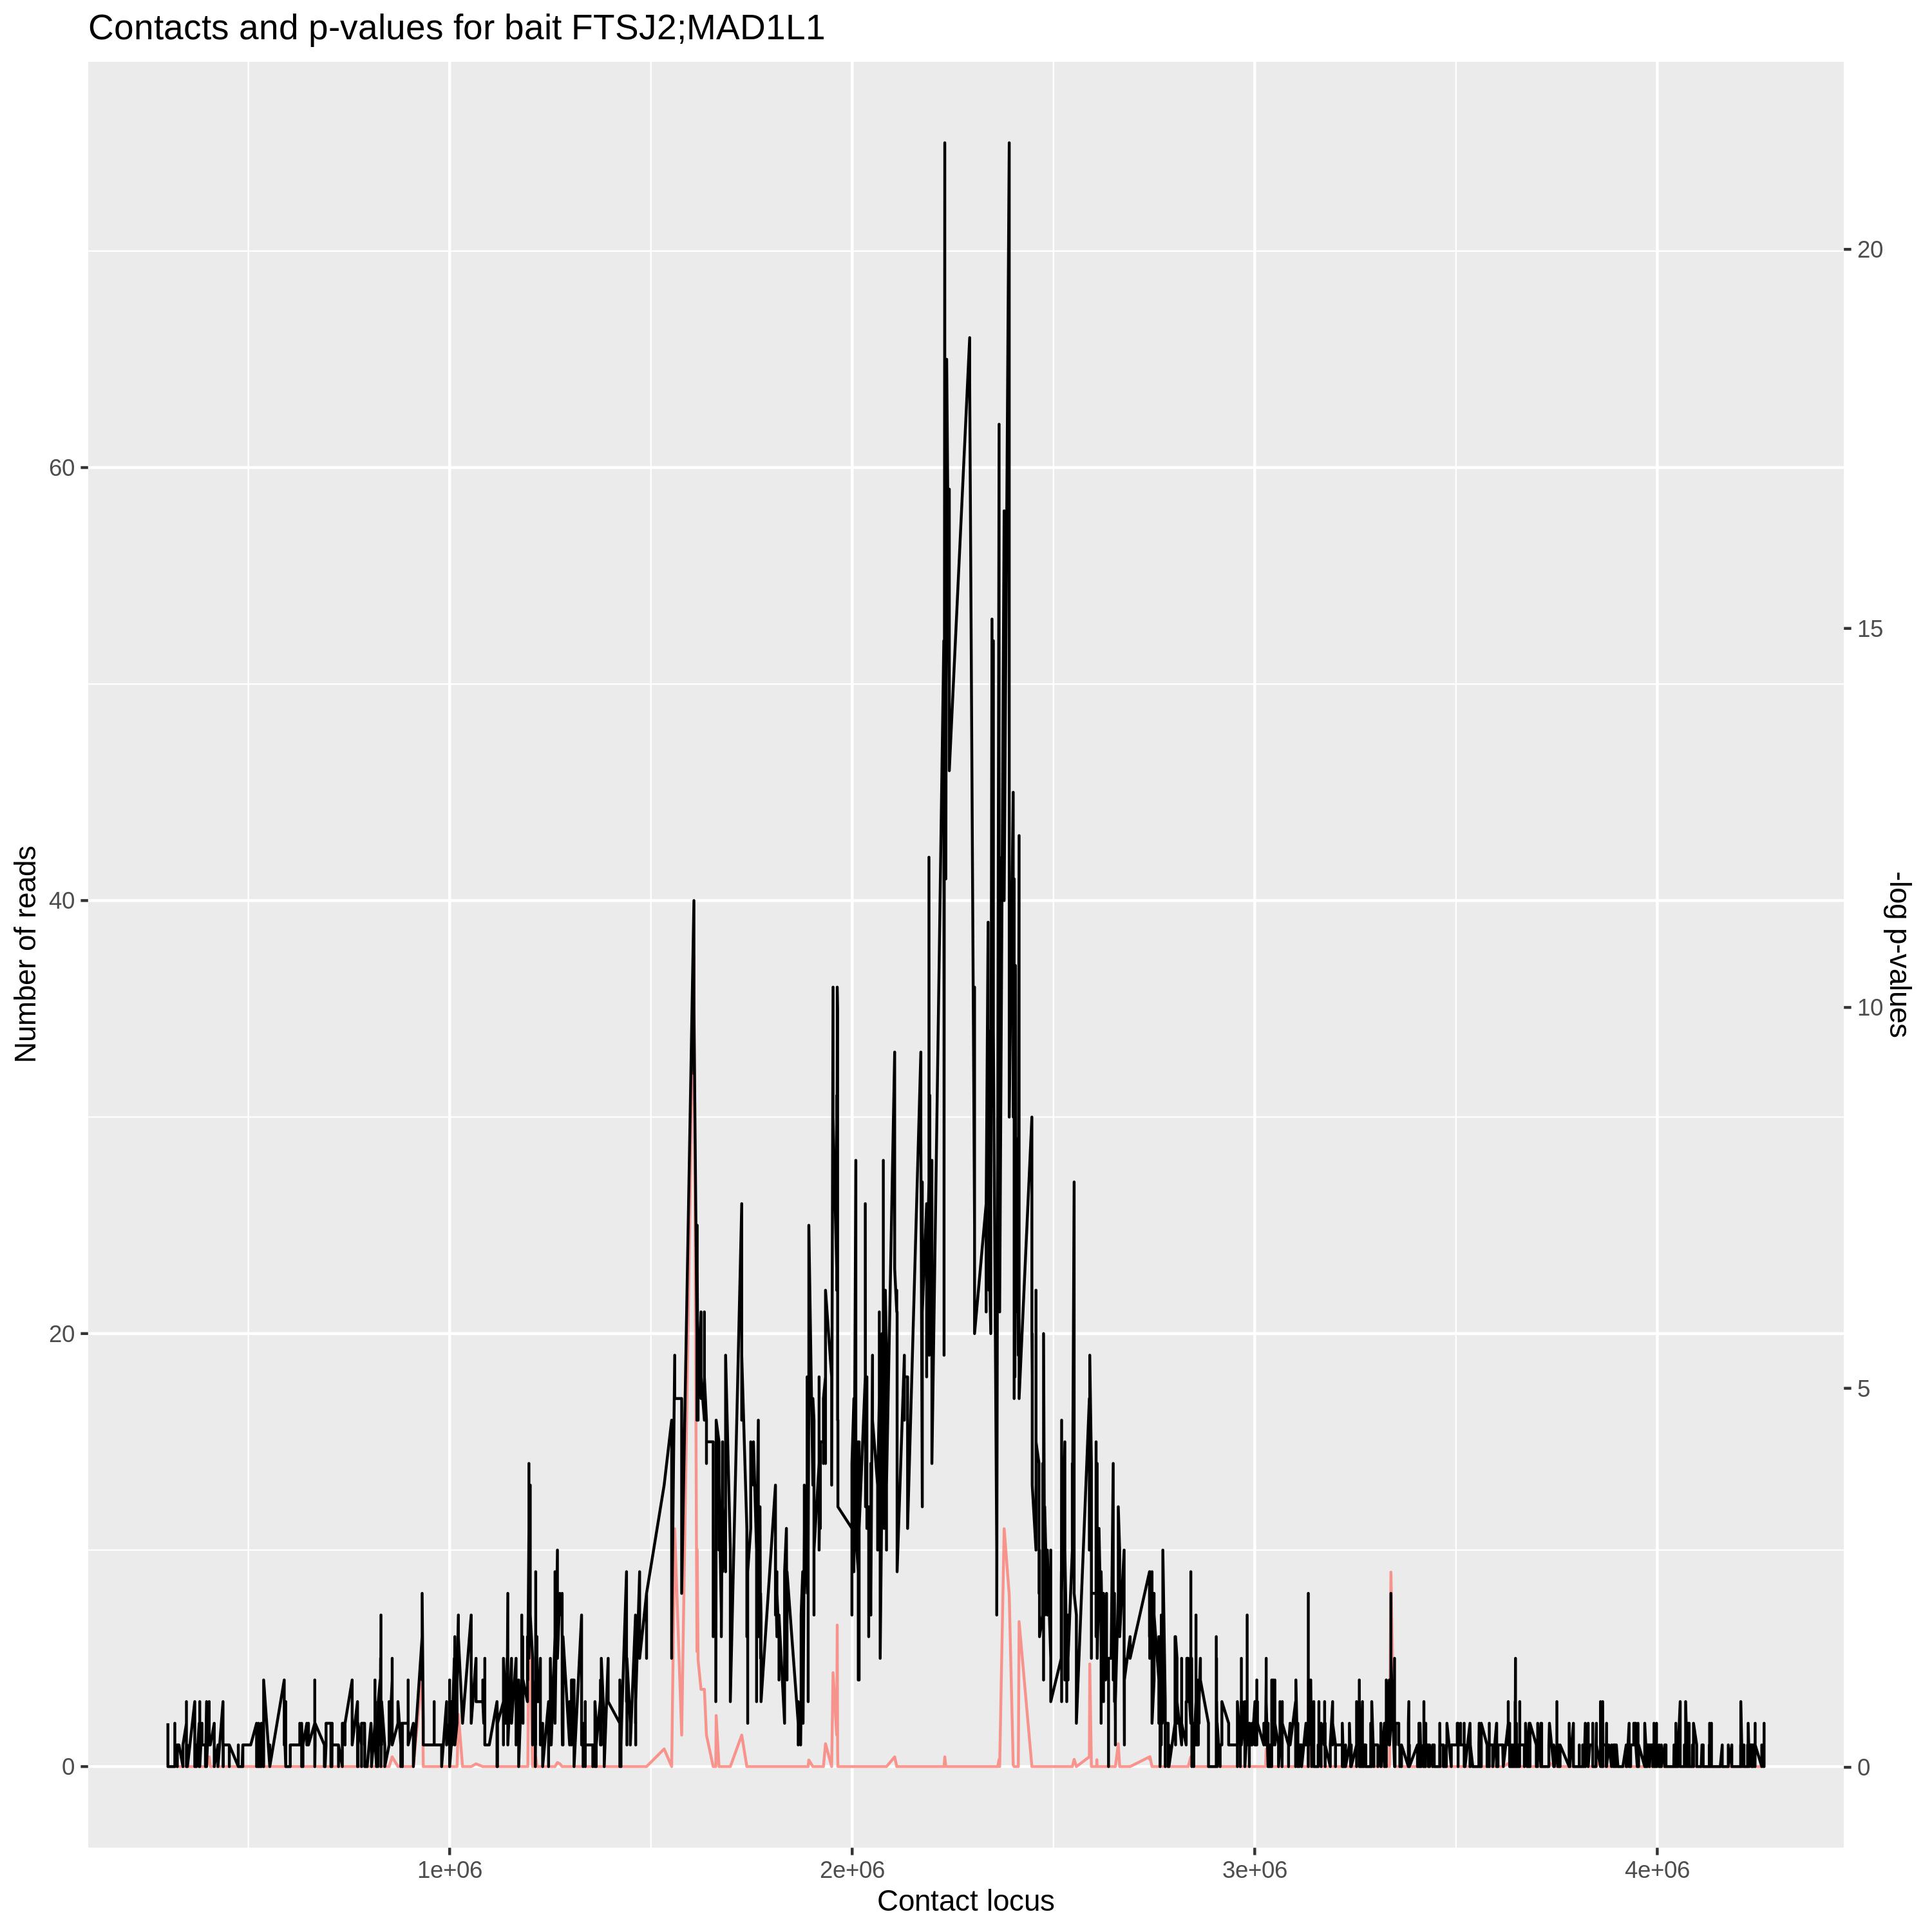 Contacts and p-values for bait FTSJ2;MAD1L1
Number of reads
60
40
20
0
20
15
10
5
0
-log p-values
1e+06
2e+06
3e+06
4e+06
Contact locus